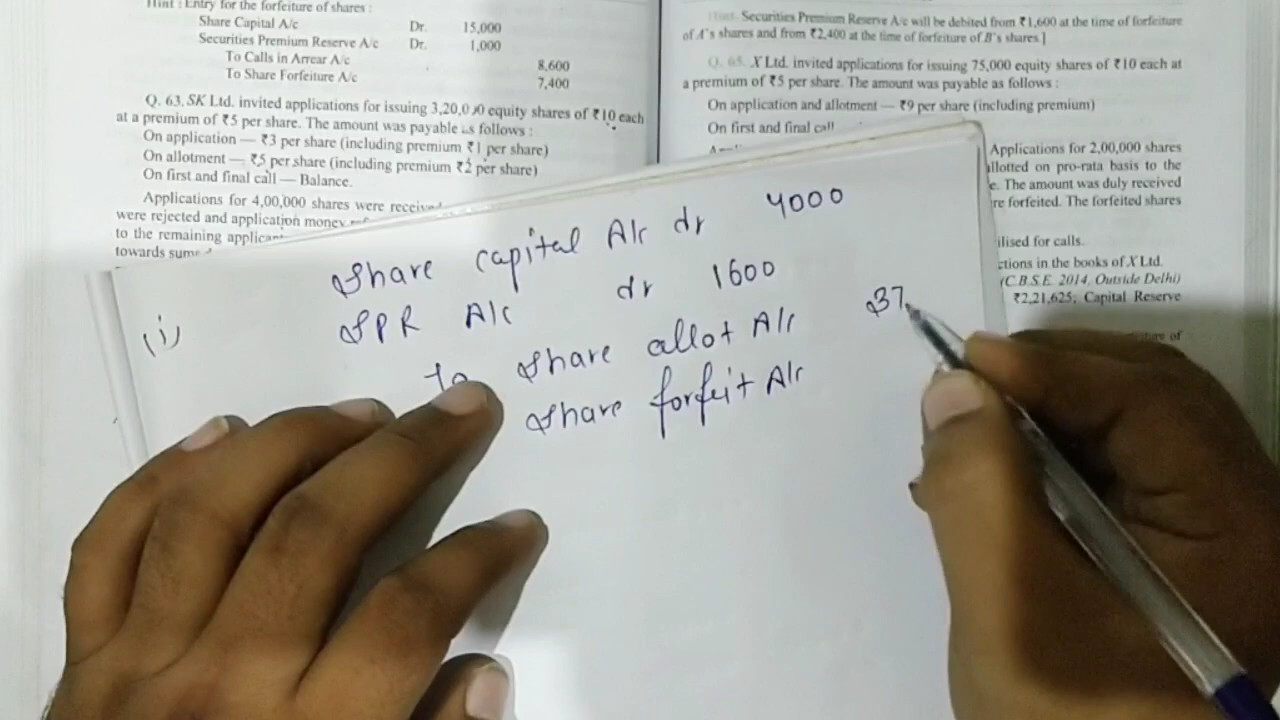 Hint : Entry for the forfeiture of shares :
Share Capital A/c Dr. 15,000
Securities Premium Reserve A/c Dr. 1,000
To Calls in Arrear A/c 8,600
To Share Forfeiture A/c 7,400
Q. 63. SK Ltd. invited applications for issuing 3,20,000 equity shares of ₹10 each
at a premium of ₹5 per share. The amount was payable as follows :
On application — ₹3 per share (including premium ₹1 per share)
On allotment — ₹5 per share (including premium ₹2 per share)
On first and final call — Balance.
Applications for 4,00,000 shares were
were rejected and application money
to the remaining
towards
Securities Premium Reserve A/c will be debited from ₹1,600 at the time of forfeiture
of A's shares and from ₹2,400 at the time of forfeiture of B's shares.]
Q. 65. X Ltd. invited applications for issuing 75,000 equity shares of ₹10 each at
a premium of ₹5 per share. The amount was payable as follows :
On application and allotment — ₹9 per share (including premium)
On first and final call
Applications for 2,00,000 shares
allotted on pro-rata basis to the
The amount was duly received
re forfeited. The forfeited shares
ilised for calls.
ctions in the books of X Ltd.
(C.B.S.E. 2014, Outside Delhi)
₹2,21,625; Capital Reserve
(i) Share capital A/c dr 4000
SPR A/c dr 1600
To Share allot A/c 37
Share forfeit A/c